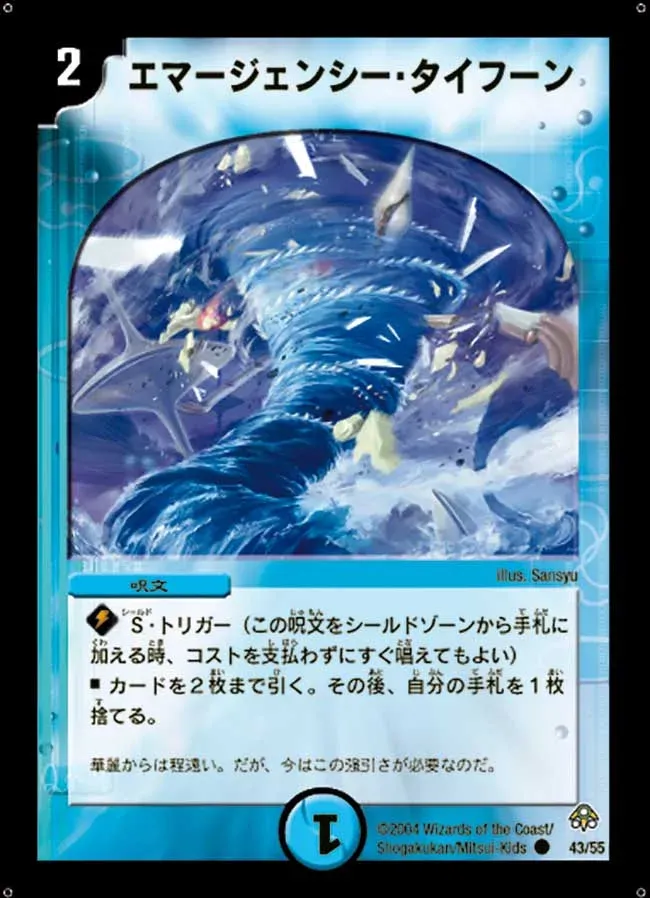 2
エマージェンシー・タイフーン
illus. Sansyu
呪文
S・トリガー（この呪文をシールドゾーンから手札に
加える時、コストを支払わずにすぐ唱えてもよい）
■ カードを２枚まで引く。その後、自分の手札を１枚
捨てる。
華麗からは程遠い。だが、今はこの強引さが必要なのだ。
1
©2004 Wizards of the Coast/
Shogakukan/Mitsui-Kids
43/55